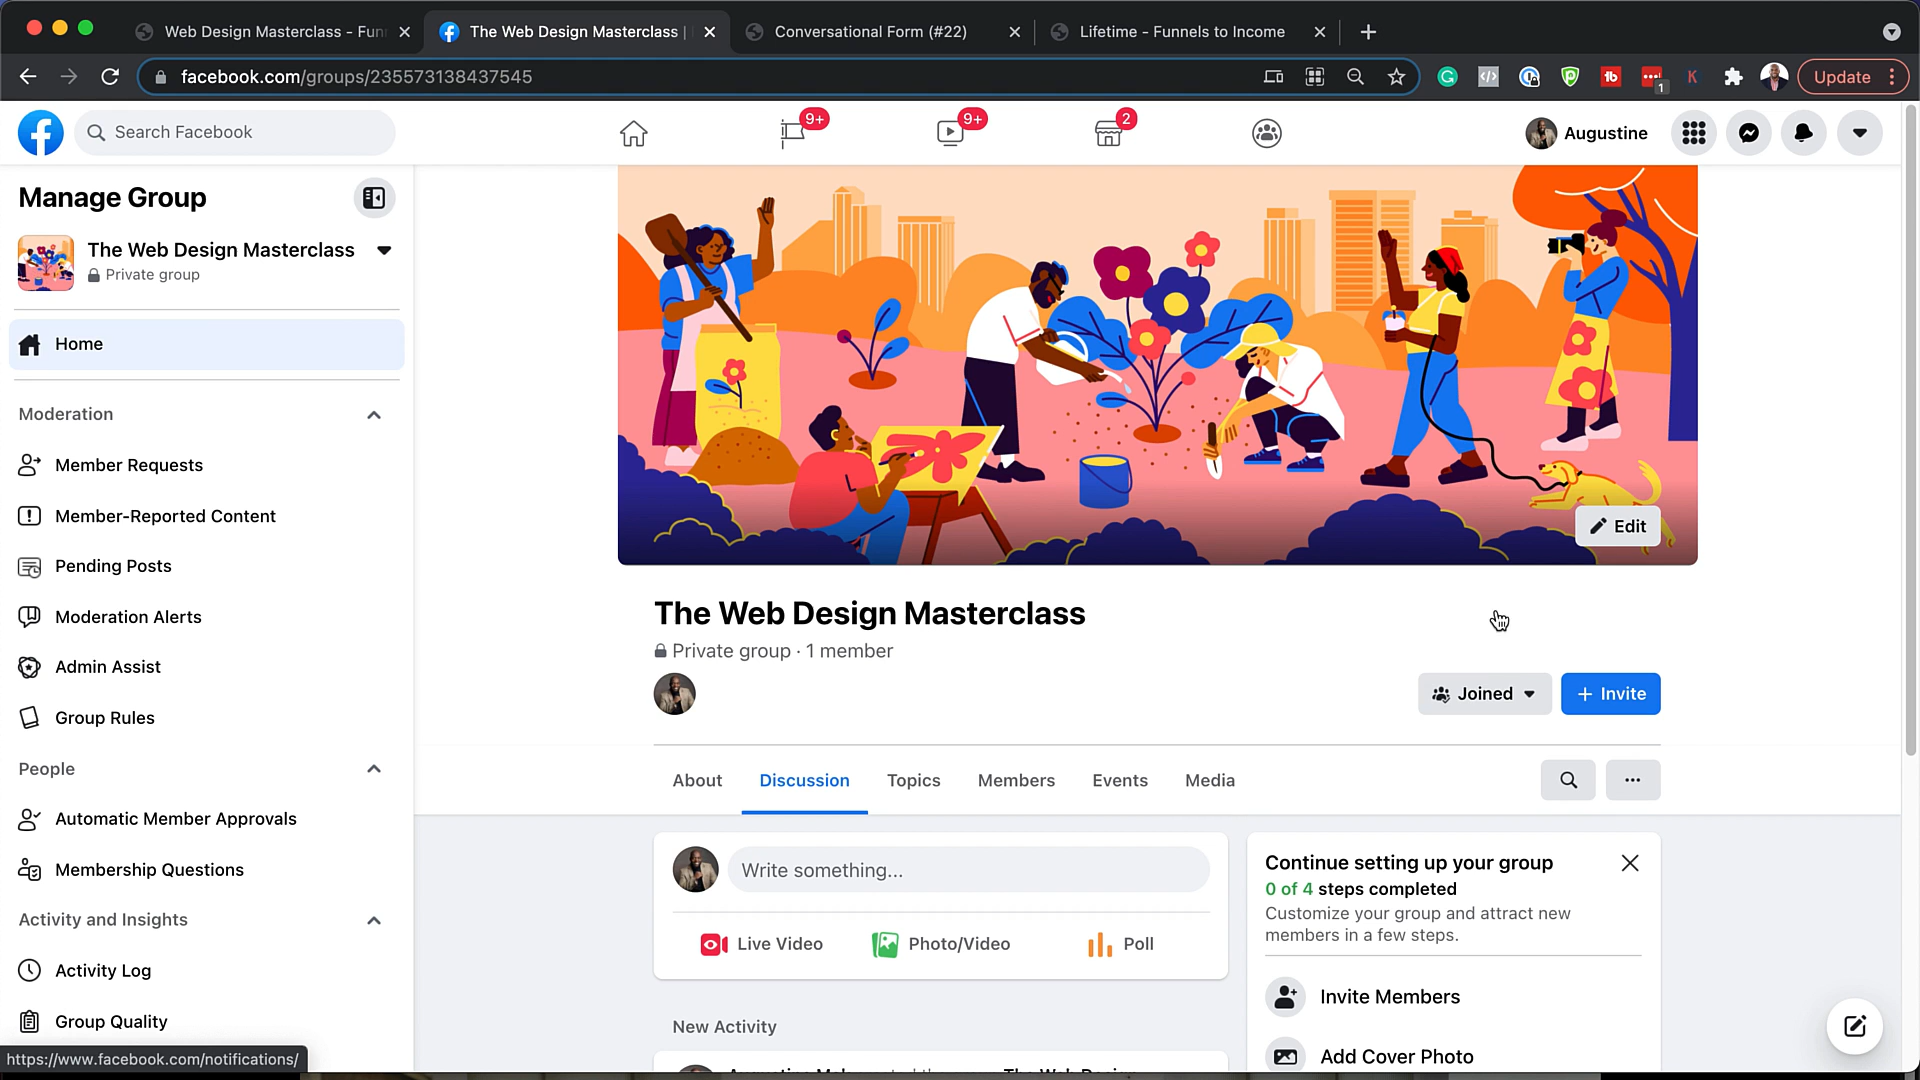 Web Design Masterclass - Fun
The Web Design Masterclass |
Conversational Form (#22)
Lifetime - Funnels to Income
facebook.com/groups/235573138437545
1
K
Update
Search Facebook
9+
9+
2
Augustine
Manage Group
The Web Design Masterclass
Private group
Home
Moderation
Member Requests
Member-Reported Content
Pending Posts
Moderation Alerts
Admin Assist
Group Rules
People
Automatic Member Approvals
Membership Questions
Activity and Insights
Activity Log
Group Quality
https://www.facebook.com/notifications/
Edit
The Web Design Masterclass
Private group · 1 member
Joined
+ Invite
About
Discussion
Topics
Members
Events
Media
Write something...
Live Video
Photo/Video
Poll
New Activity
Continue setting up your group
0 of 4 steps completed
Customize your group and attract new
members in a few steps.
Invite Members
Add Cover Photo